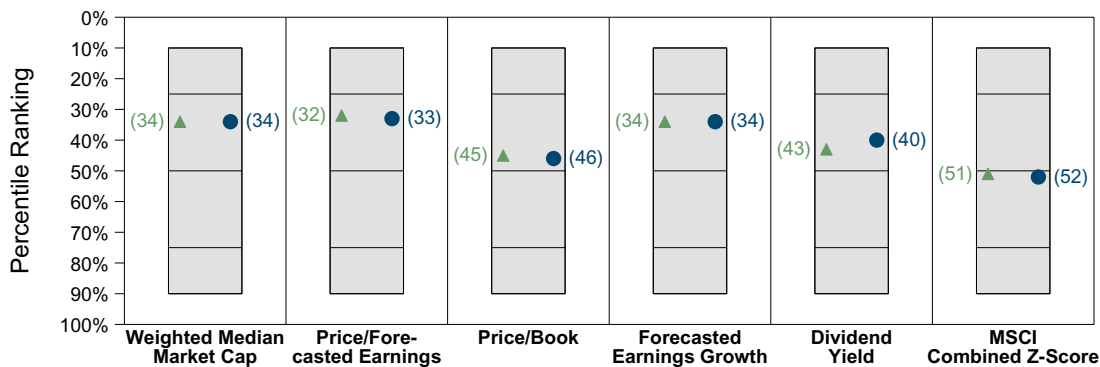 Percentile Ranking
0%
10%
20%
30%
40%
50%
60%
70%
80%
90%
100%
(34)
(34)
(32)
(33)
(45)
(46)
(34)
(34)
(43)
(40)
(51)
(52)
Weighted Median
Market Cap
Price/Fore-
casted Earnings
Price/Book
Forecasted
Earnings Growth
Dividend
Yield
MSCI
Combined Z-Score